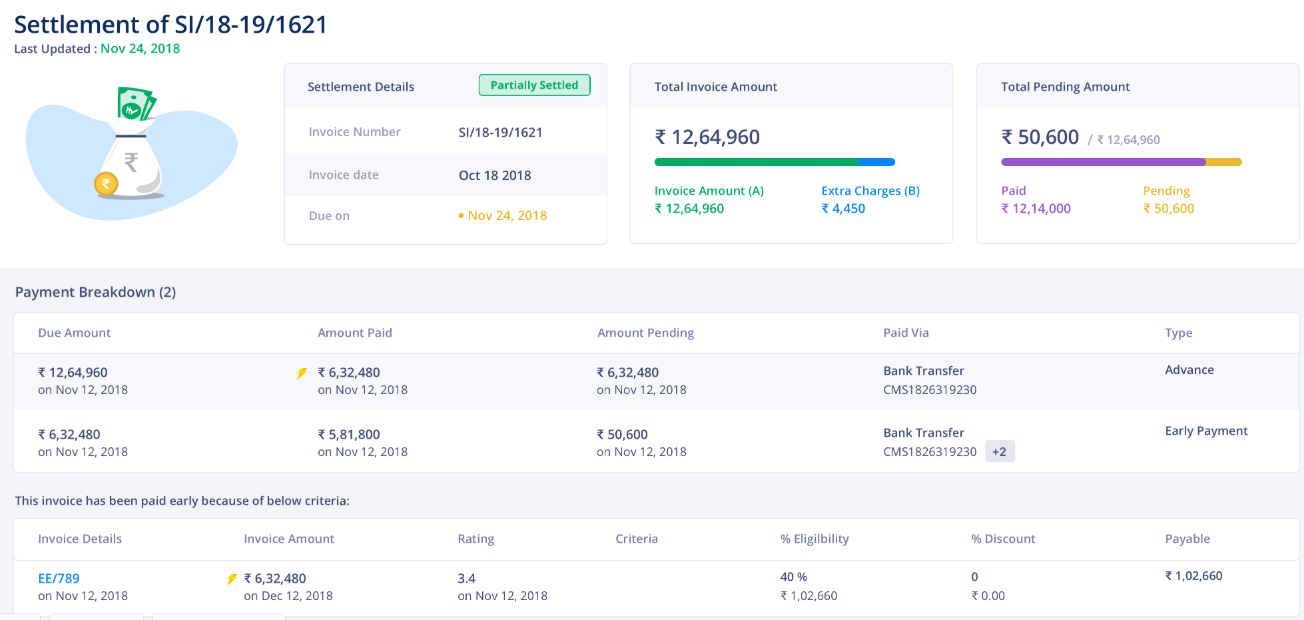 Settlement of SI/18-19/1621
Last Updated : Nov 24, 2018
Settlement Details
Partially Settled
Invoice Number SI/18-19/1621
Invoice date Oct 18 2018
Due on • Nov 24, 2018
Total Invoice Amount
₹ 12,64,960
Invoice Amount (A) Extra Charges (B)
₹ 12,64,960 ₹ 4,450
Total Pending Amount
₹ 50,600 / ₹ 12,64,960
Paid Pending
₹ 12,14,000 ₹ 50,600
₹
₹
Payment Breakdown (2)
Due Amount Amount Paid Amount Pending Paid Via Type
₹ 12,64,960 ₹ 6,32,480 ₹ 6,32,480 Bank Transfer Advance
on Nov 12, 2018 on Nov 12, 2018 on Nov 12, 2018 CMS1826319230
₹ 6,32,480 ₹ 5,81,800 ₹ 50,600 Bank Transfer Early Payment
on Nov 12, 2018 on Nov 12, 2018 on Nov 12, 2018 CMS1826319230 +2
This invoice has been paid early because of below criteria:
Invoice Details Invoice Amount Rating Criteria % Eligilbility % Discount Payable
EE/789 ₹ 6,32,480 3.4 40 % 0 ₹ 1,02,660
on Nov 12, 2018 on Dec 12, 2018 on Nov 12, 2018 ₹ 1,02,660 ₹ 0.00